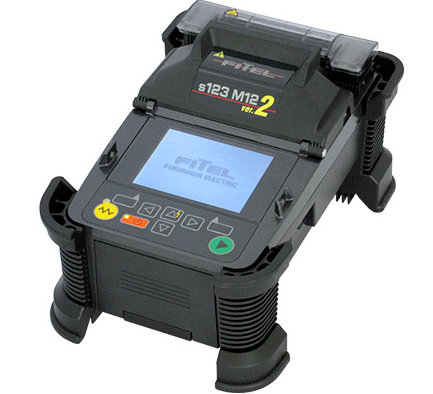 FITEL
s123 M12
ver.2
FITEL
FURUKAWA ELECTRIC